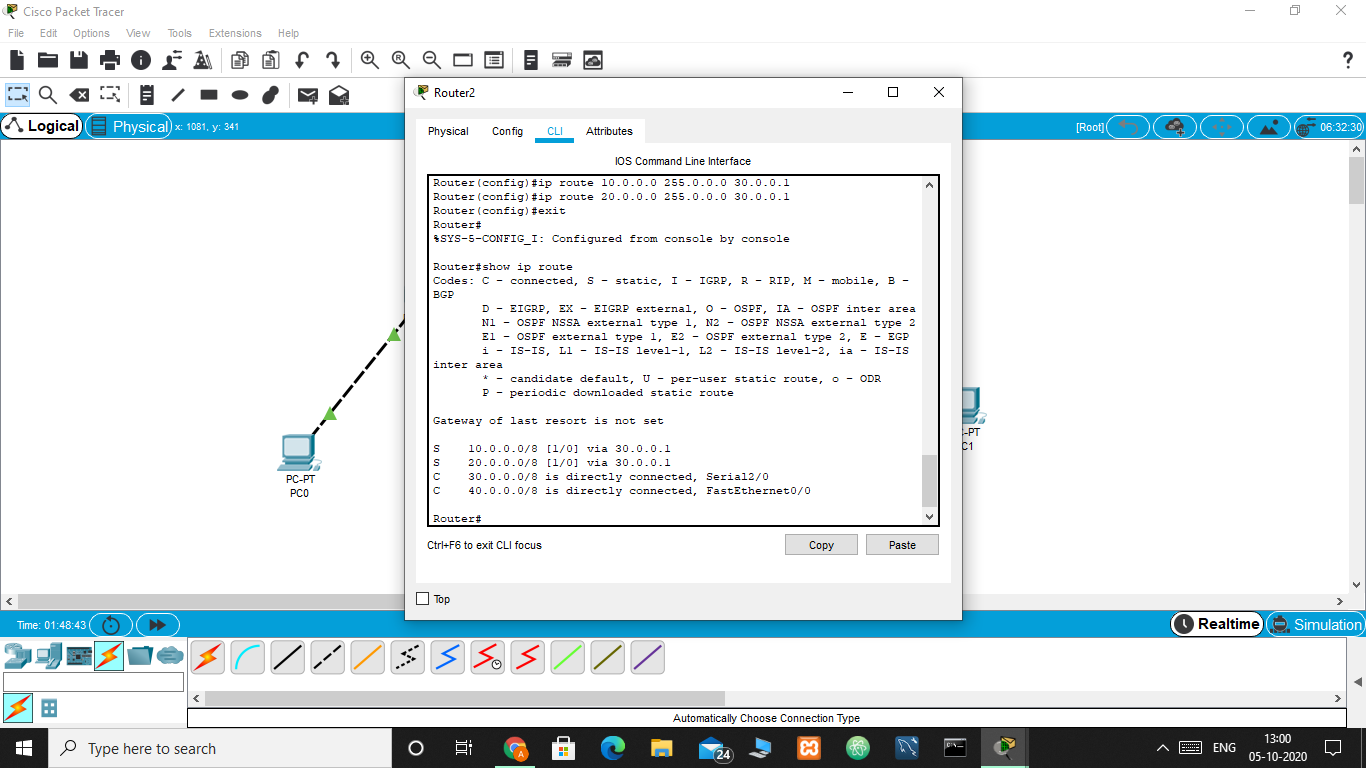 Cisco Packet Tracer
File Edit Options View Tools Extensions Help
Logical Physical x: 1081, y: 341
[Root] 06:32:30
Router2
Physical Config CLI Attributes
IOS Command Line Interface
Router(config)#ip route 10.0.0.0 255.0.0.0 30.0.0.1
Router(config)#ip route 20.0.0.0 255.0.0.0 30.0.0.1
Router(config)#exit
Router#
%SYS-5-CONFIG_I: Configured from console by console
Router#show ip route
Codes: C - connected, S - static, I - IGRP, R - RIP, M - mobile, B -
BGP
D - EIGRP, EX - EIGRP external, O - OSPF, IA - OSPF inter area
N1 - OSPF NSSA external type 1, N2 - OSPF NSSA external type 2
E1 - OSPF external type 1, E2 - OSPF external type 2, E - EGP
i - IS-IS, L1 - IS-IS level-1, L2 - IS-IS level-2, ia - IS-IS
inter area
* - candidate default, U - per-user static route, o - ODR
P - periodic downloaded static route
Gateway of last resort is not set
S 10.0.0.0/8 [1/0] via 30.0.0.1
S 20.0.0.0/8 [1/0] via 30.0.0.1
C 30.0.0.0/8 is directly connected, Serial2/0
C 40.0.0.0/8 is directly connected, FastEthernet0/0
Router#
Ctrl+F6 to exit CLI focus
Copy Paste
Top
PC-PT
PC0
-PT
C1
Time: 01:48:43
Realtime Simulation
Automatically Choose Connection Type
Type here to search
24
ENG
13:00
05-10-2020